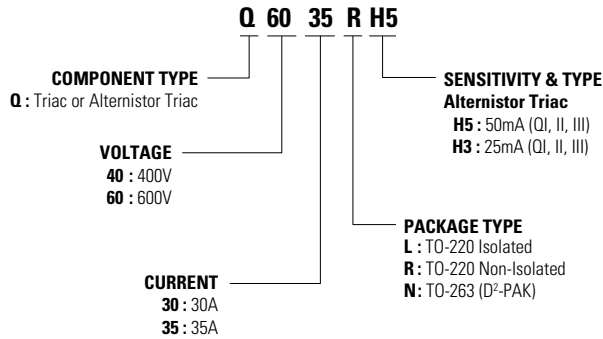 Q 60 35 R H5
COMPONENT TYPE
Q : Triac or Alternistor Triac
VOLTAGE
40 : 400V
60 : 600V
CURRENT
30 : 30A
35 : 35A
SENSITIVITY & TYPE
Alternistor Triac
H5 : 50mA (QI, II, III)
H3 : 25mA (QI, II, III)
PACKAGE TYPE
L : TO-220 Isolated
R : TO-220 Non-Isolated
N: TO-263 (D²-PAK)